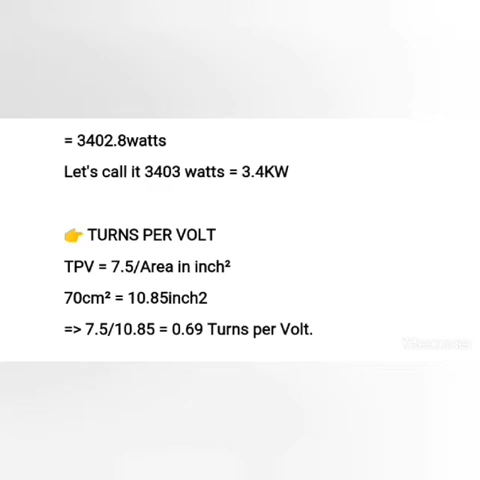 = 3402.8watts
Let's call it 3403 watts = 3.4KW
👉 TURNS PER VOLT
TPV = 7.5/Area in inch²
70cm² = 10.85inch2
=> 7.5/10.85 = 0.69 Turns per Volt.